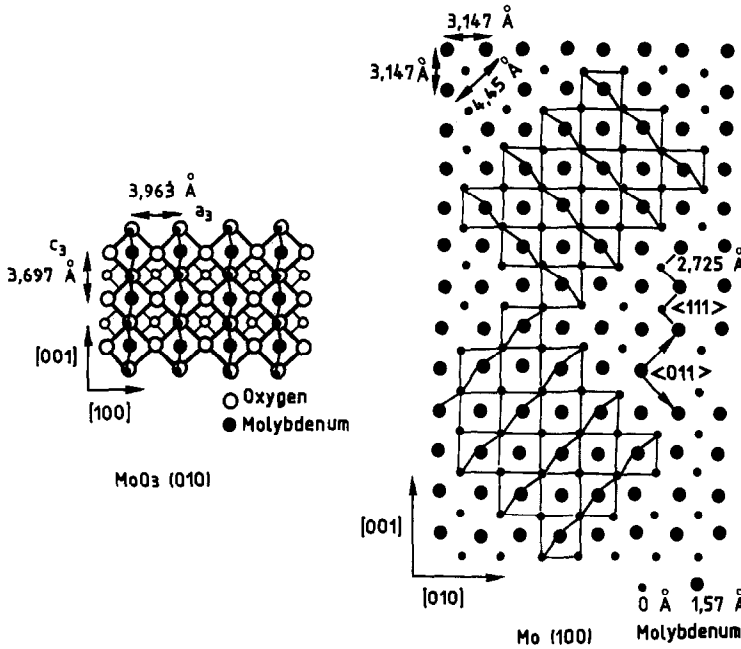 3,963 Å
a₃
c₃
3,697 Å
[001]
[100]
Oxygen
Molybdenum
MoO₃ (010)
3,147 Å
3,147Å
≈4,45 Å
2,725 Å
<111>
<011>
[001]
[010]
0 Å 1,57 Å
Mo (100) Molybdenum